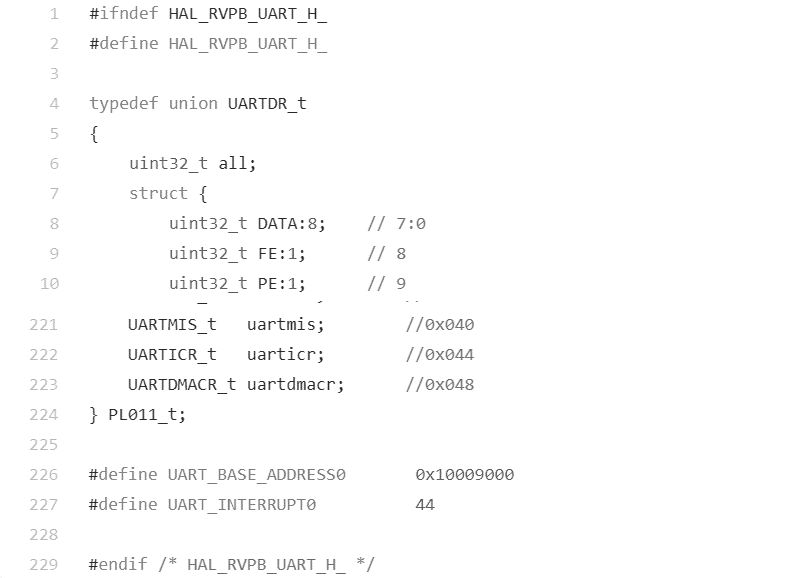 1 #ifndef HAL_RVPB_UART_H_
2 #define HAL_RVPB_UART_H_
3
4 typedef union UARTDR_t
5 {
6     uint32_t all;
7     struct {
8         uint32_t DATA:8;    // 7:0
9         uint32_t FE:1;      // 8
10         uint32_t PE:1;      // 9
221     UARTMIS_t   uartmis;        //0x040
222     UARTICR_t   uarticr;        //0x044
223     UARTDMACR_t uartdmacr;      //0x048
224 } PL011_t;
225
226 #define UART_BASE_ADDRESS0       0x10009000
227 #define UART_INTERRUPT0          44
228
229 #endif /* HAL_RVPB_UART_H_ */